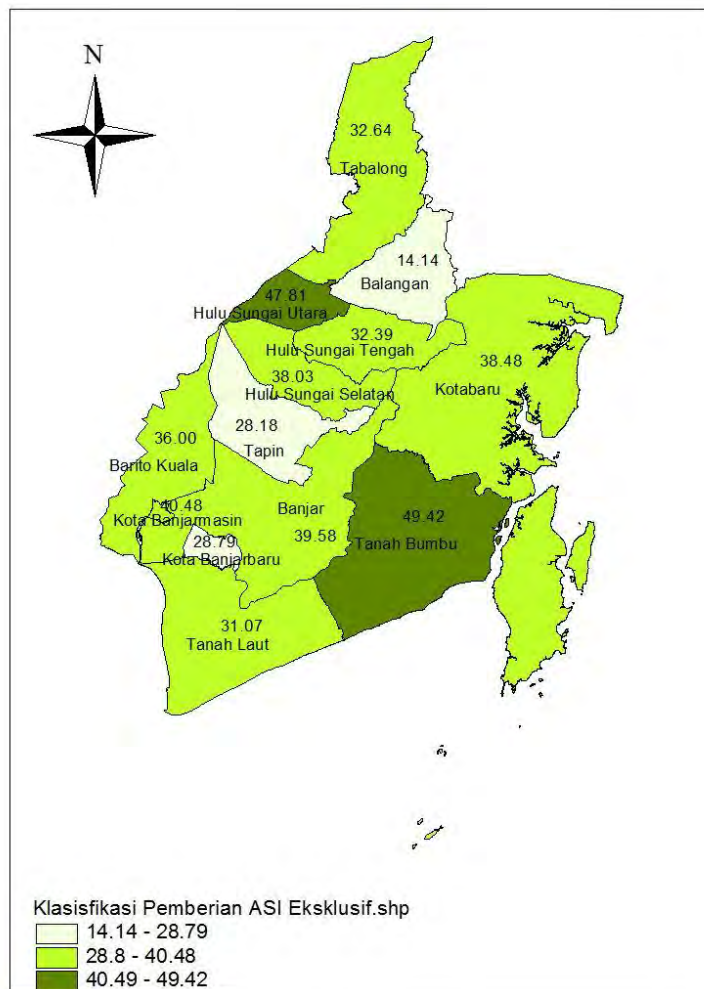 N
32.64
Tabalong
14.14
Balangan
47.81
Hulu Sungai Utara
32.39
Hulu Sungai Tengah
38.48
Kotabaru
38.03
Hulu Sungai Selatan
28.18
Tapin
36.00
Barito Kuala
40.48
Kota Banjarmasin
Banjar
39.58
28.79
Kota Banjarbaru
49.42
Tanah Bumbu
31.07
Tanah Laut
Klasisfikasi Pemberian ASI Eksklusif.shp
14.14 - 28.79
28.8 - 40.48
40.49 - 49.42